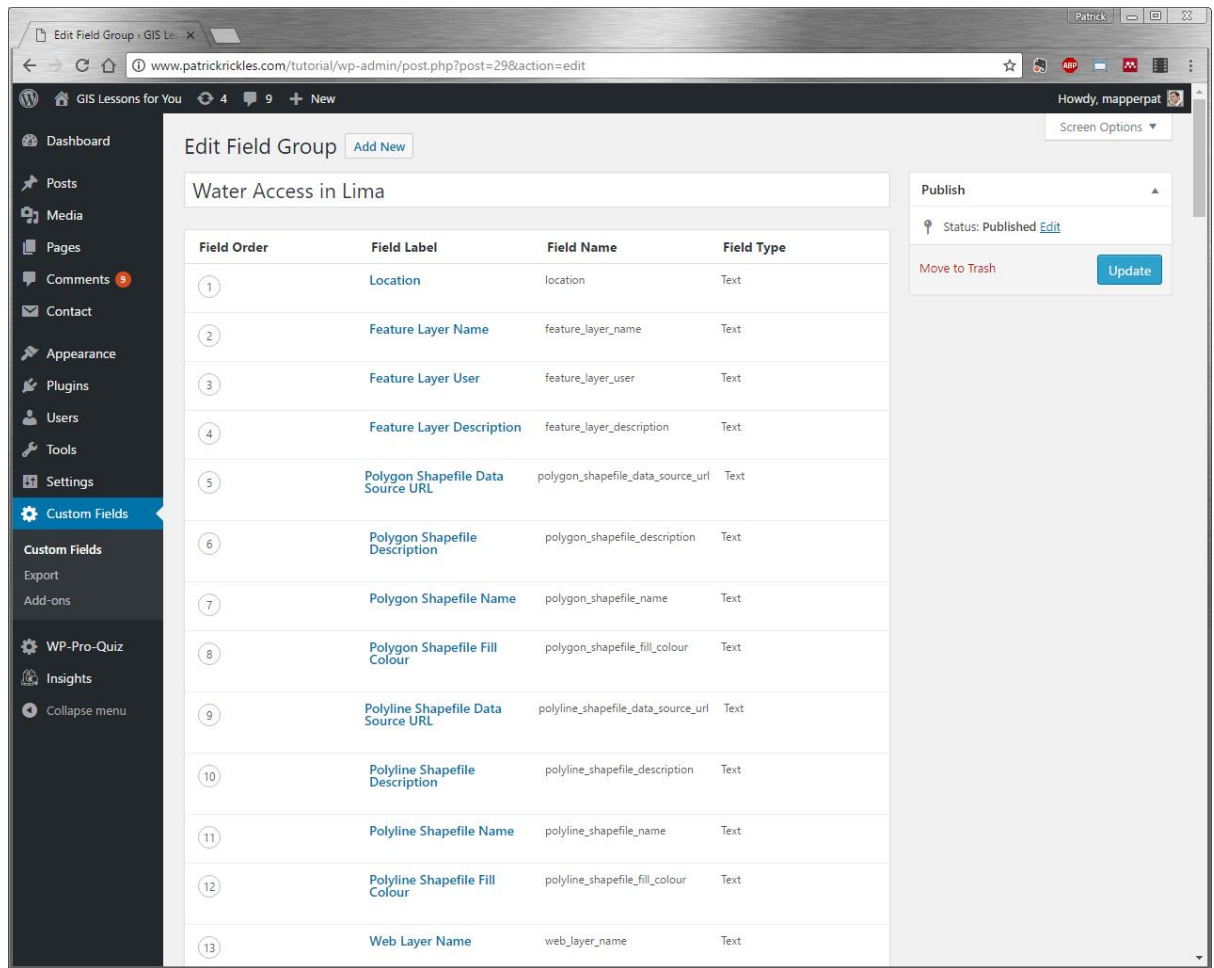 Patrick
Edit Field Group ‹ GIS Le
www.patrickrickles.com/tutorial/wp-admin/post.php?post=29&action=edit
ABP
GIS Lessons for You 4 9 + New Howdy, mapperpat
Screen Options ▼
Dashboard
Posts
Media
Pages
Comments 9
Contact
Appearance
Plugins
Users
Tools
Settings
Custom Fields
Custom Fields
Export
Add-ons
WP-Pro-Quiz
Insights
Collapse menu
Edit Field Group Add New
Water Access in Lima
Field Order Field Label Field Name Field Type
1 Location location Text
2 Feature Layer Name feature_layer_name Text
3 Feature Layer User feature_layer_user Text
4 Feature Layer Description feature_layer_description Text
5 Polygon Shapefile Data polygon_shapefile_data_source_url Text
Source URL
6 Polygon Shapefile polygon_shapefile_description Text
Description
7 Polygon Shapefile Name polygon_shapefile_name Text
8 Polygon Shapefile Fill polygon_shapefile_fill_colour Text
Colour
9 Polyline Shapefile Data polyline_shapefile_data_source_url Text
Source URL
10 Polyline Shapefile polyline_shapefile_description Text
Description
11 Polyline Shapefile Name polyline_shapefile_name Text
12 Polyline Shapefile Fill polyline_shapefile_fill_colour Text
Colour
13 Web Layer Name web_layer_name Text
Publish
Status: Published Edit
Move to Trash Update